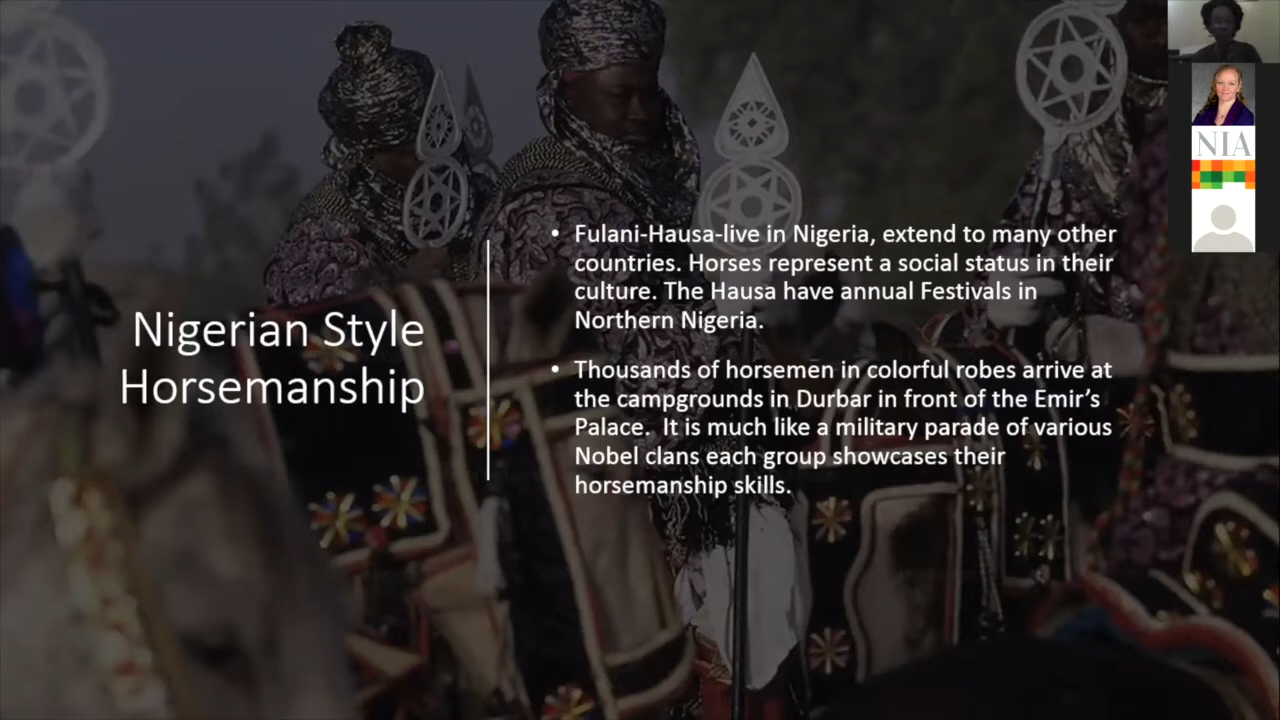 Nigerian Style
Horsemanship
• Fulani-Hausa-live in Nigeria, extend to many other
countries. Horses represent a social status in their
culture. The Hausa have annual Festivals in
Northern Nigeria.
• Thousands of horsemen in colorful robes arrive at
the campgrounds in Durbar in front of the Emir’s
Palace.  It is much like a military parade of various
Nobel clans each group showcases their
horsemanship skills.
NIA